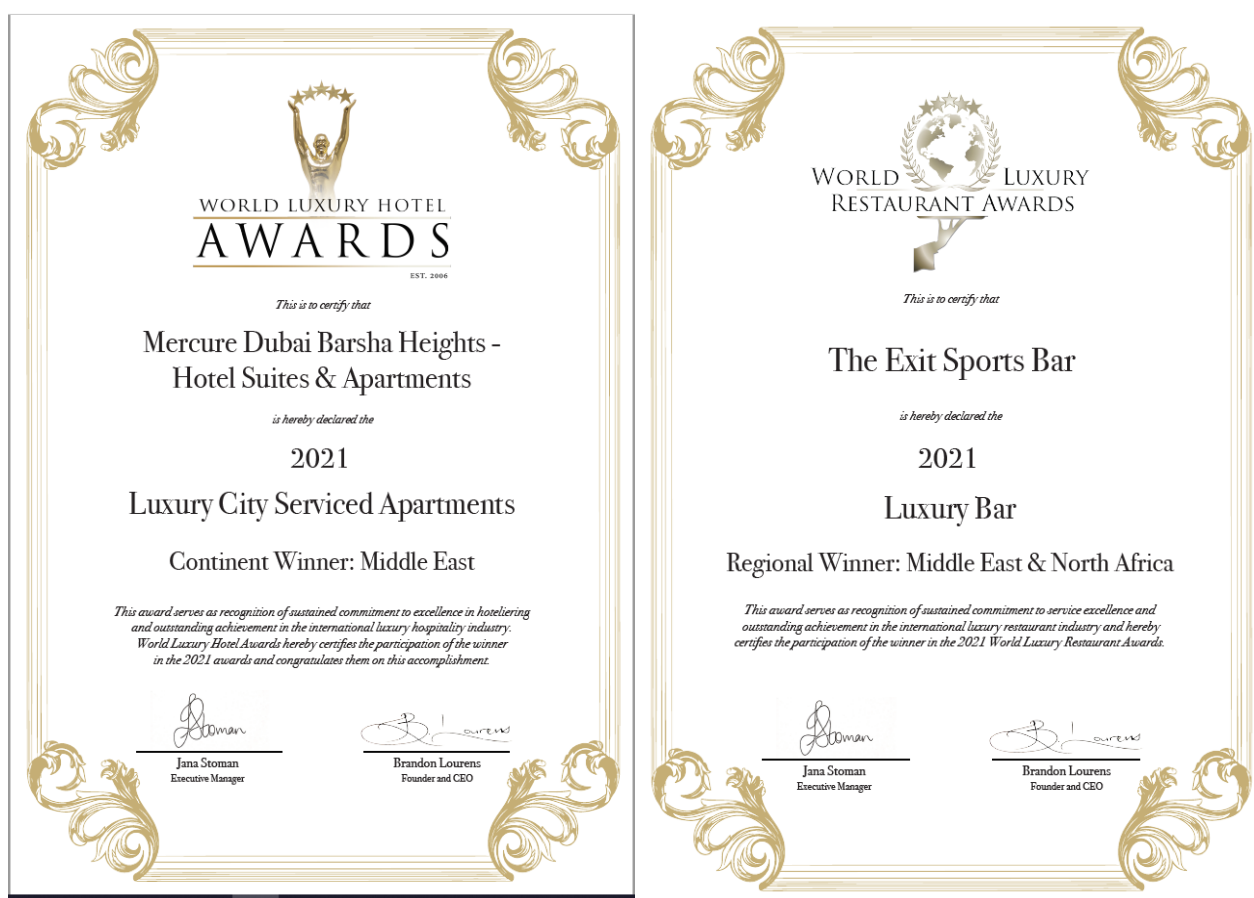 WORLD LUXURY HOTEL
AWARDS
EST. 2006
This is to certify that
Mercure Dubai Barsha Heights -
Hotel Suites & Apartments
is hereby declared the
2021
Luxury City Serviced Apartments
Continent Winner: Middle East
This award serves as recognition of sustained commitment to excellence in hoteliering
and outstanding achievement in the international luxury hospitality industry.
World Luxury Hotel Awards hereby certifies the participation of the winner
in the 2021 awards and congratulates them on this accomplishment.
JStoman
B Lourens
Jana Stoman
Executive Manager
Brandon Lourens
Founder and CEO
WORLD LUXURY
RESTAURANT AWARDS
This is to certify that
The Exit Sports Bar
is hereby declared the
2021
Luxury Bar
Regional Winner: Middle East & North Africa
This award serves as recognition of sustained commitment to service excellence and
outstanding achievement in the international luxury restaurant industry and hereby
certifies the participation of the winner in the 2021 World Luxury Restaurant Awards.
JStoman
B Lourens
Jana Stoman
Executive Manager
Brandon Lourens
Founder and CEO